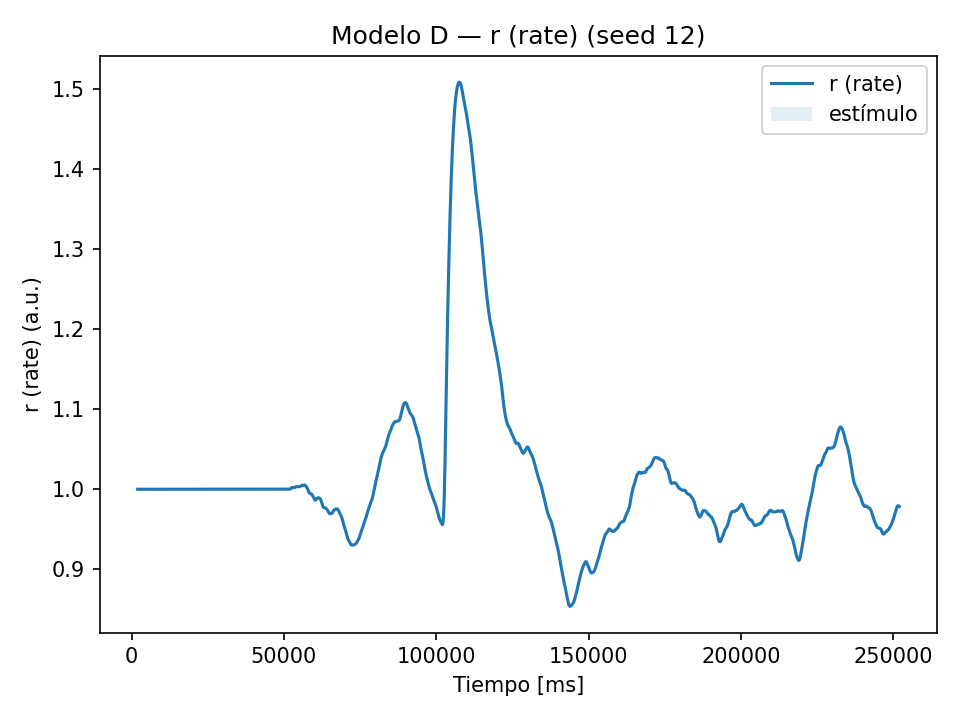 Modelo D — r (rate) (seed 12)
r (rate)
estímulo
r (rate) (a.u.)
1.5
1.4
1.3
1.2
1.1
1.0
0.9
0 50000 100000 150000 200000 250000
Tiempo [ms]